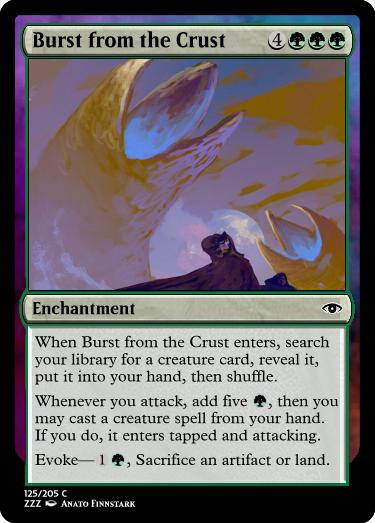 Burst from the Crust 4
Enchantment
When Burst from the Crust enters, search
your library for a creature card, reveal it,
put it into your hand, then shuffle.
Whenever you attack, add five , then you
may cast a creature spell from your hand.
If you do, it enters tapped and attacking.
Evoke— 1 , Sacrifice an artifact or land.
125/205 C
ZZZ Anato Finnstark